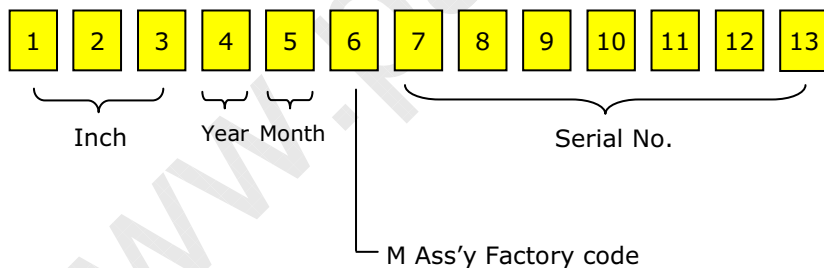 1 2 3 4 5 6 7 8 9 10 11 12 13
Inch Year Month Serial No.
M Ass'y Factory code